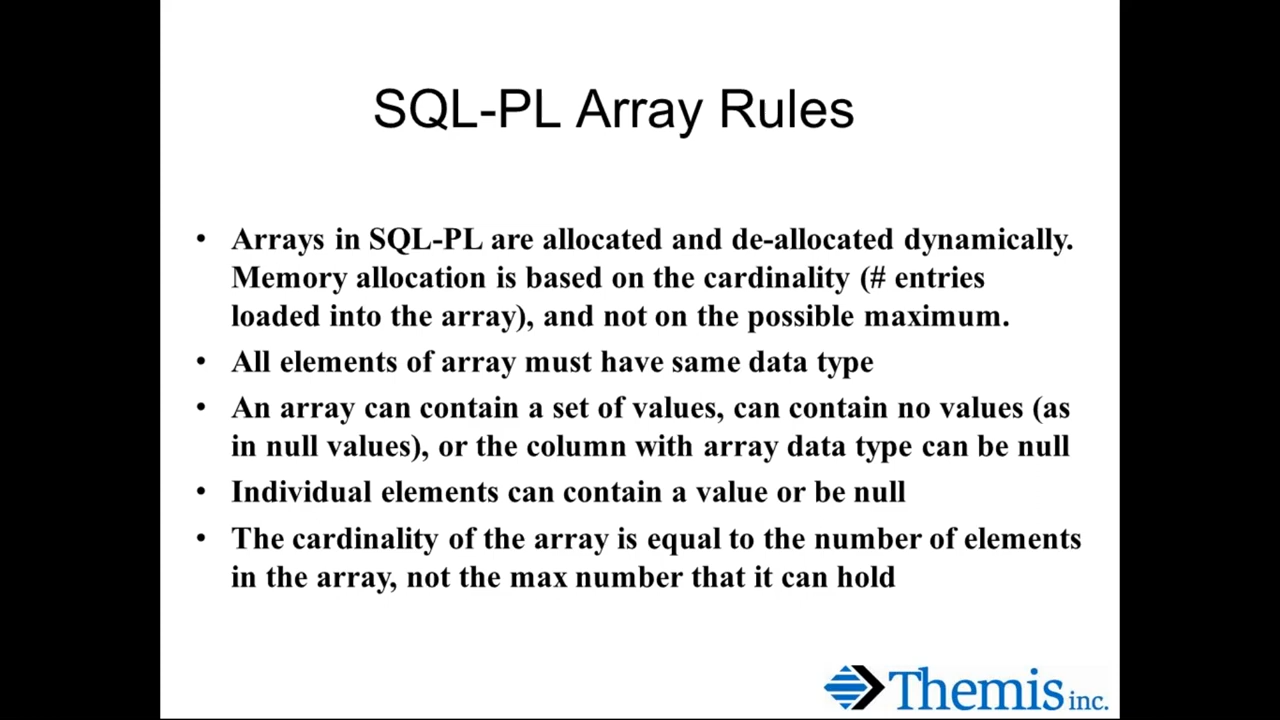 SQL-PL Array Rules
• Arrays in SQL-PL are allocated and de-allocated dynamically.
Memory allocation is based on the cardinality (# entries
loaded into the array), and not on the possible maximum.
• All elements of array must have same data type
• An array can contain a set of values, can contain no values (as
in null values), or the column with array data type can be null
• Individual elements can contain a value or be null
• The cardinality of the array is equal to the number of elements
in the array, not the max number that it can hold
Themis inc.